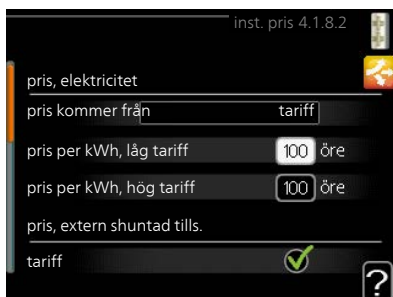 inst. pris 4.1.8.2
pris, elektricitet
pris kommer från tariff
pris per kWh, låg tariff 100 öre
pris per kWh, hög tariff 100 öre
pris, extern shuntad tills.
tariff
?